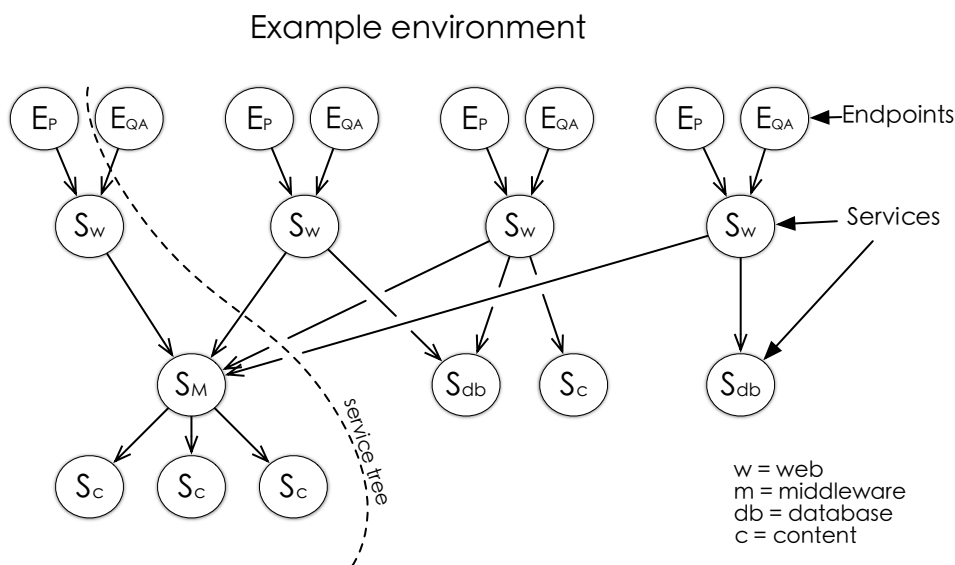 Example environment
EP
EQA
EP
EQA
EP
EQA
EP
EQA
Endpoints
Sw
Sw
Sw
Sw
Services
SM
Sdb
Sc
Sdb
service tree
Sc
Sc
Sc
w = web
m = middleware
db = database
c = content